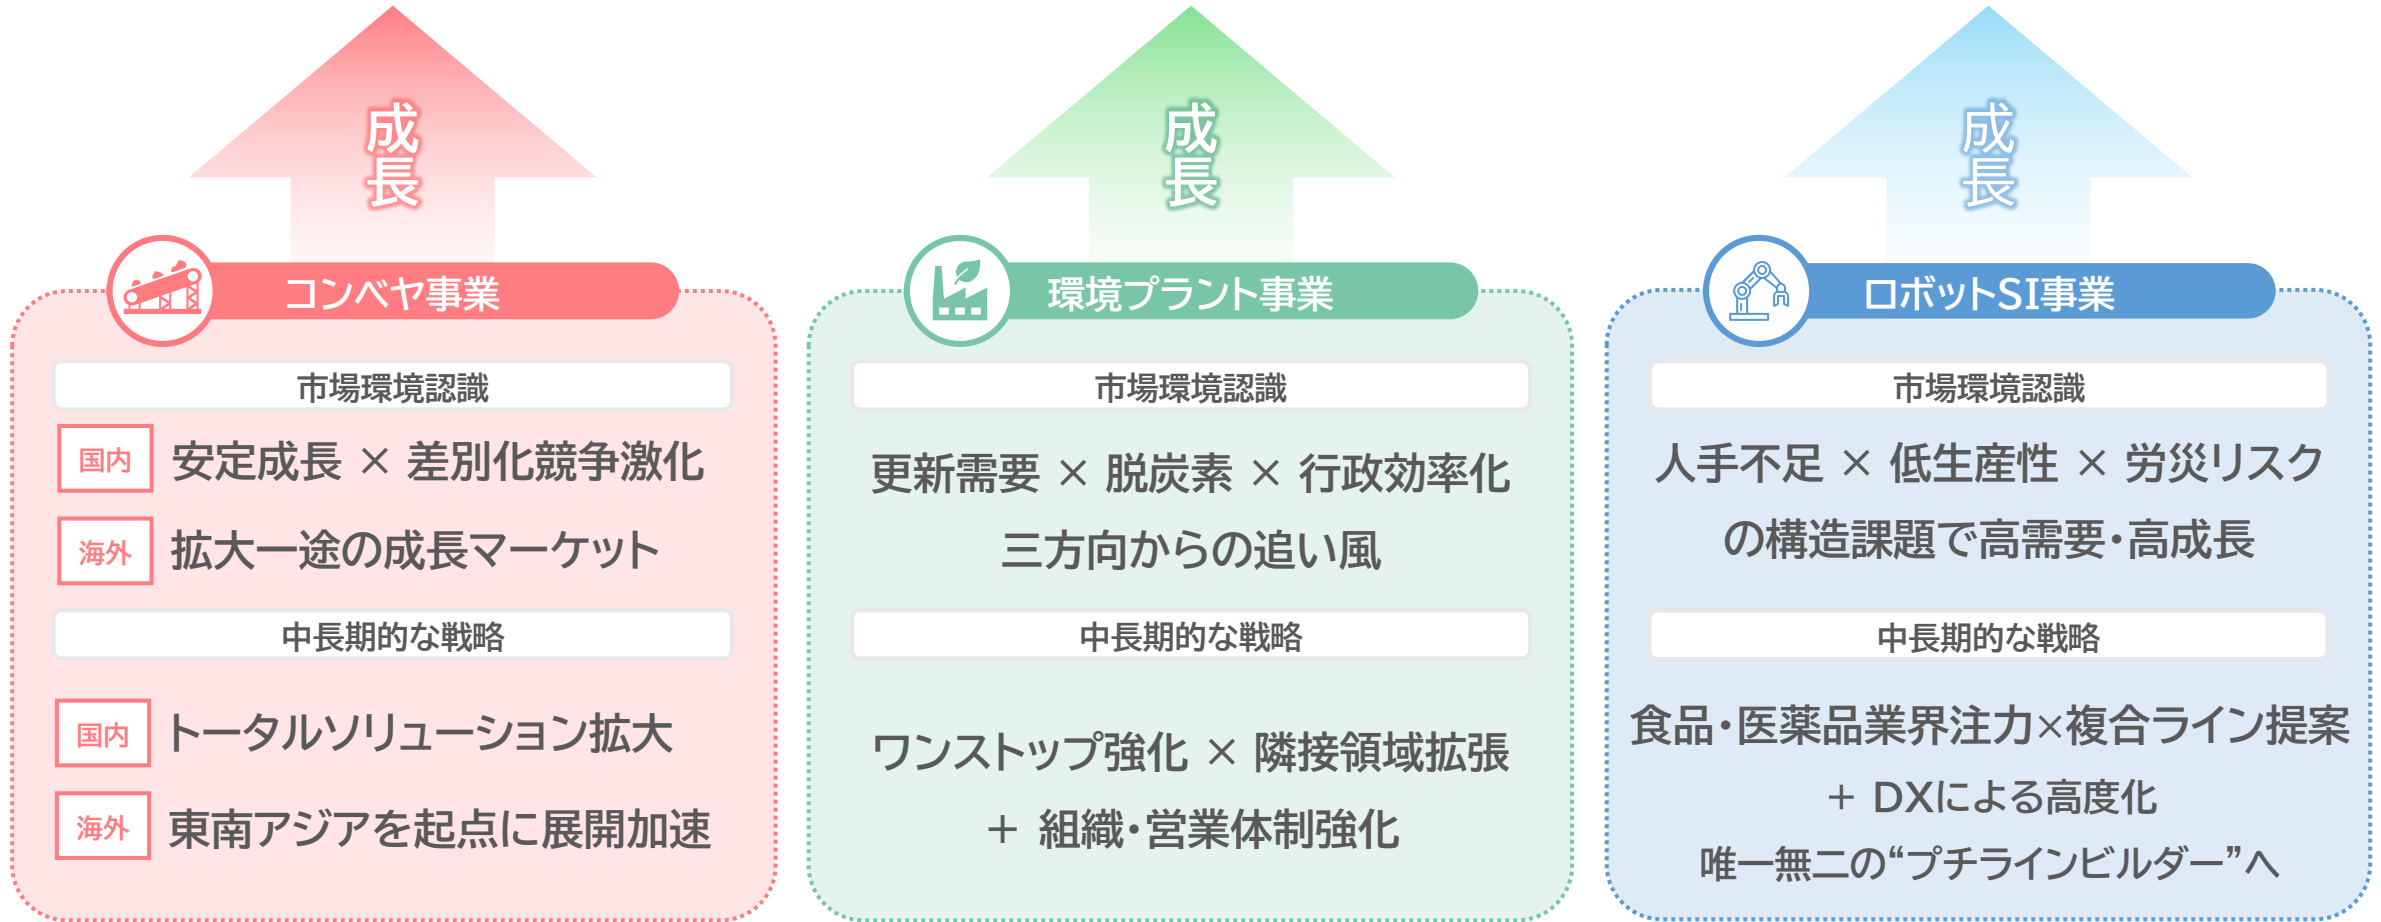 成長
コンベヤ事業
市場環境認識
国内 安定成長 × 差別化競争激化
海外 拡大一途の成長マーケット
中長期的な戦略
国内 トータルソリューション拡大
海外 東南アジアを起点に展開加速
成長
環境プラント事業
市場環境認識
更新需要 × 脱炭素 × 行政効率化
三方向からの追い風
中長期的な戦略
ワンストップ強化 × 隣接領域拡張
＋ 組織・営業体制強化
成長
ロボットSI事業
市場環境認識
人手不足 × 低生産性 × 労災リスク
の構造課題で高需要・高成長
中長期的な戦略
食品・医薬品業界注力×複合ライン提案
＋ DXによる高度化
唯一無二の“プチラインビルダー”へ